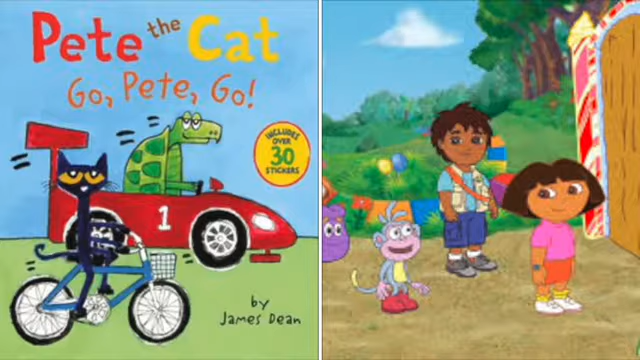 Pete the Cat
Go, Pete, Go!
INCLUDES
OVER
30
STICKERS
1
by
James Dean